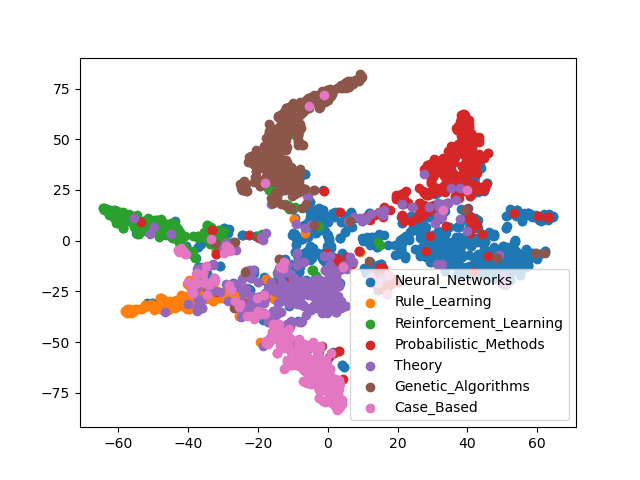 75
50
25
0
−25
−50
−75
−60
−40
−20
0
20
40
60
Neural_Networks
Rule_Learning
Reinforcement_Learning
Probabilistic_Methods
Theory
Genetic_Algorithms
Case_Based